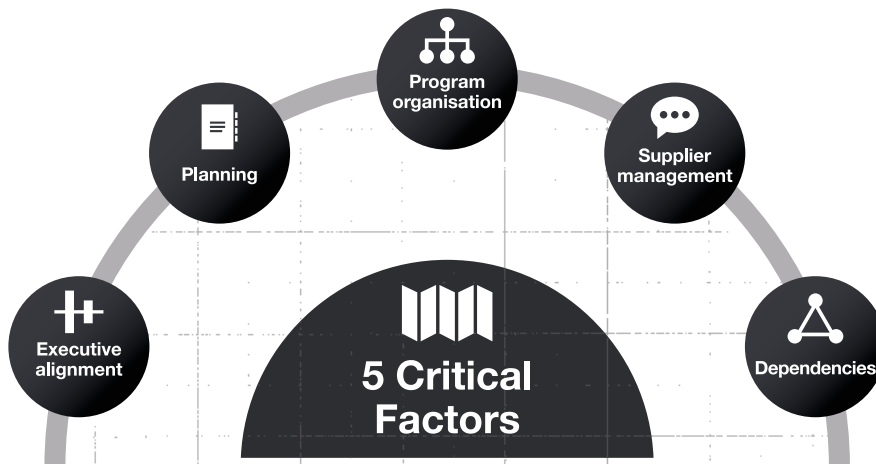 Program
organisation
Planning
Supplier
management
Executive
alignment
Dependencies
5 Critical
Factors